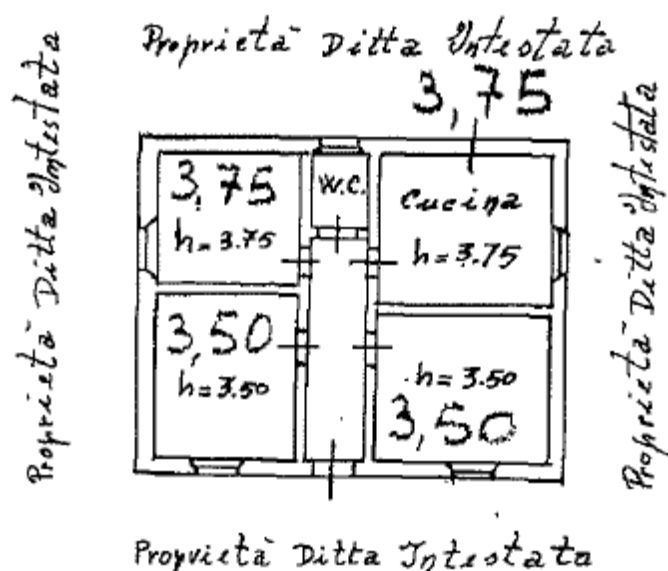 Proprietà Ditta Intestata
3,75
Proprietà Ditta Intestata
Proprietà Ditta Intestata
3,75
h=3.75
W.C.
Cucina
h=3.75
3,50
h=3.50
h=3.50
3,50
Proprietà Ditta Intestata